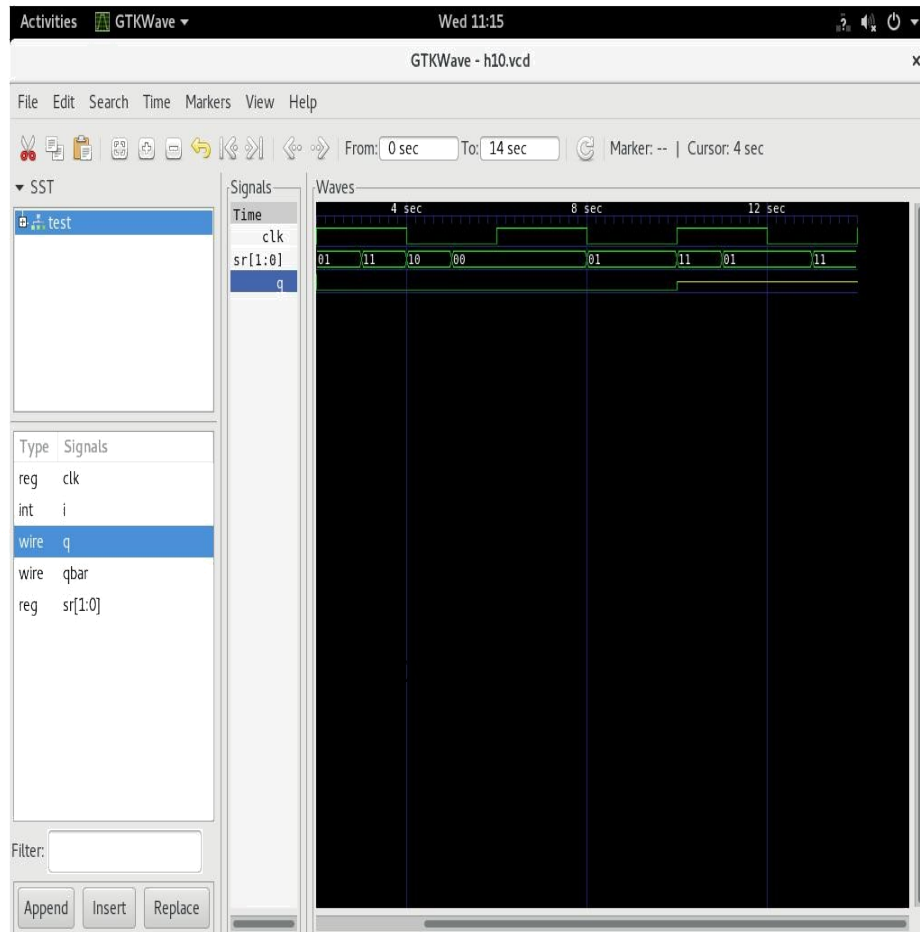 Activities GTKWave Wed 11:15
GTKWave - h10.vcd
File Edit Search Time Markers View Help
From: 0 sec To: 14 sec Marker: -- | Cursor: 4 sec
SST
test
Type Signals
reg clk
int i
wire q
wire qbar
reg sr[1:0]
Filter:
Append Insert Replace
Signals
Time
clk
sr[1:0]
q
Waves
4 sec 8 sec 12 sec
01 11 10 00 01 11 01 11